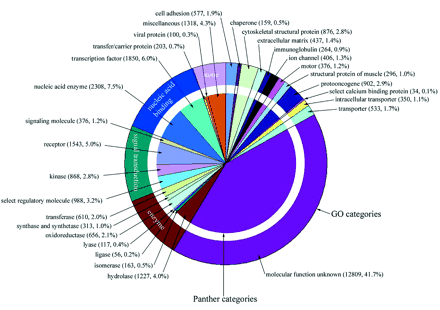 cell adhesion (577, 1.9%)
miscellaneous (1318, 4.3%)
viral protein (100, 0.3%)
transfer/carrier protein (203, 0.7%)
transcription factor (1850, 6.0%)
nucleic acid enzyme (2308, 7.5%)
signaling molecule (376, 1.2%)
receptor (1543, 5.0%)
kinase (868, 2.8%)
select regulatory molecule (988, 3.2%)
transferase (610, 2.0%)
synthase and synthetase (313, 1.0%)
oxidoreductase (656, 2.1%)
lyase (117, 0.4%)
ligase (56, 0.2%)
isomerase (163, 0.5%)
hydrolase (1227, 4.0%)
chaperone (159, 0.5%)
cytoskeletal structural protein (876, 2.8%)
extracellular matrix (437, 1.4%)
immunoglobulin (264, 0.9%)
ion channel (406, 1.3%)
motor (376, 1.2%)
structural protein of muscle (296, 1.0%)
protooncogene (902, 2.9%)
select calcium binding protein (34, 0.1%)
intracellular transporter (350, 1.1%)
transporter (533, 1.7%)
nucleic acid
binding
signal transduction
enzyme
None
GO categories
molecular function unknown (12809, 41.7%)
Panther categories